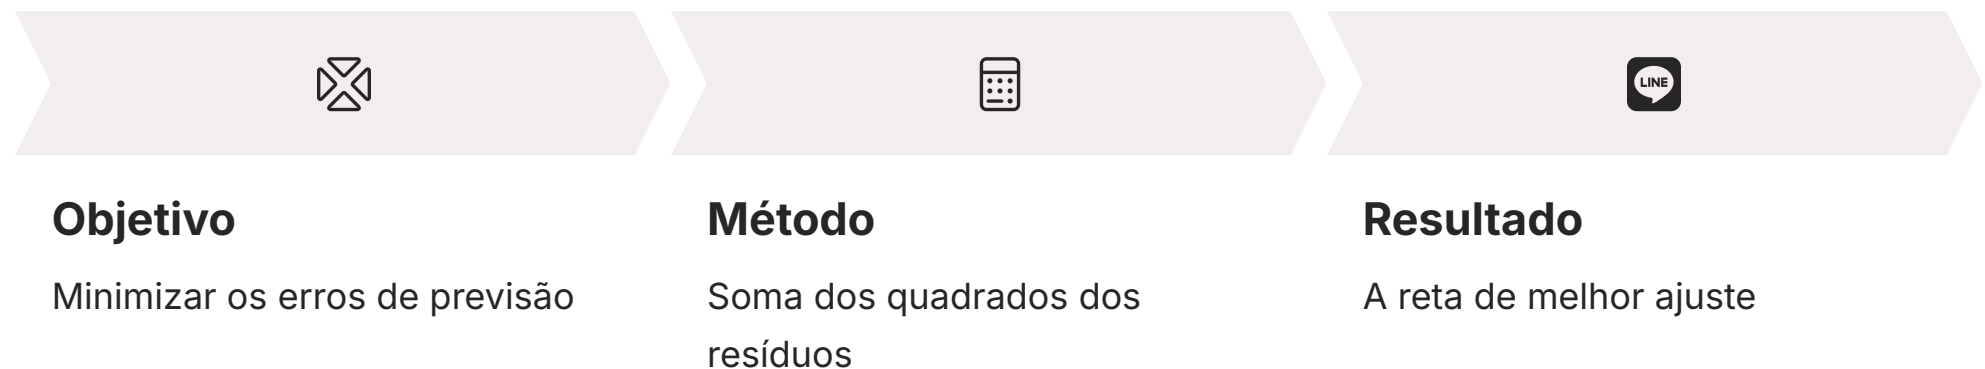 LINE
Objetivo
Minimizar os erros de previsão
Método
Soma dos quadrados dos
resíduos
Resultado
A reta de melhor ajuste